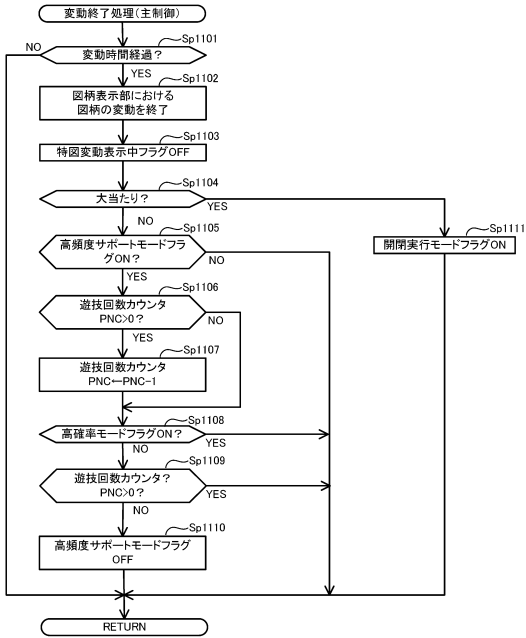 変動終了処理(主制御)
Sp1101
NO
変動時間経過?
YES
Sp1102
図柄表示部における
図柄の変動を終了
Sp1103
特図変動表示中フラグOFF
Sp1104
大当たり?
YES
NO
Sp1105
高頻度サポートモードフラ
グON?
NO
YES
Sp1111
開閉実行モードフラグON
Sp1106
遊技回数カウンタ
PNC>0?
NO
YES
Sp1107
遊技回数カウンタ
PNC←PNC-1
Sp1108
高確率モードフラグON?
YES
NO
Sp1109
遊技回数カウンタ?
PNC>0?
YES
NO
Sp1110
高頻度サポートモードフラグ
OFF
RETURN